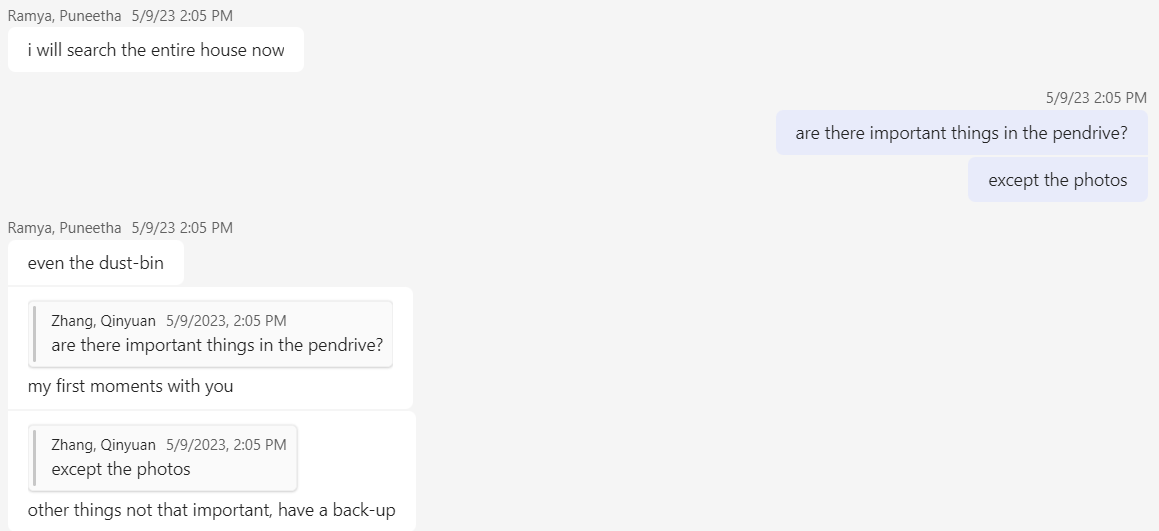 Ramya, Puneetha 5/9/23 2:05 PM
i will search the entire house now
5/9/23 2:05 PM
are there important things in the pendrive?
except the photos
Ramya, Puneetha 5/9/23 2:05 PM
even the dust-bin
Zhang, Qinyuan 5/9/2023, 2:05 PM
are there important things in the pendrive?
my first moments with you
Zhang, Qinyuan 5/9/2023, 2:05 PM
except the photos
other things not that important, have a back-up